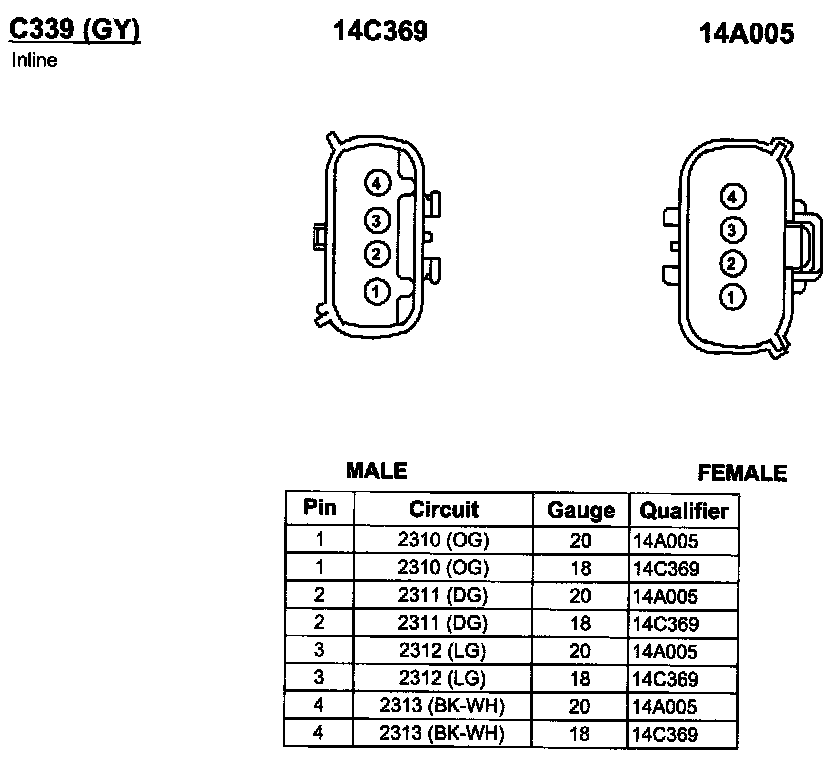 C339 (GY) 14C369 14A005
Inline
4 4
3 3
2 2
1 1
MALE FEMALE
Pin Circuit Gauge Qualifier
1 2310 (OG) 20 14A005
1 2310 (OG) 18 14C369
2 2311 (DG) 20 14A005
2 2311 (DG) 18 14C369
3 2312 (LG) 20 14A005
3 2312 (LG) 18 14C369
4 2313 (BK-WH) 20 14A005
4 2313 (BK-WH) 18 14C369